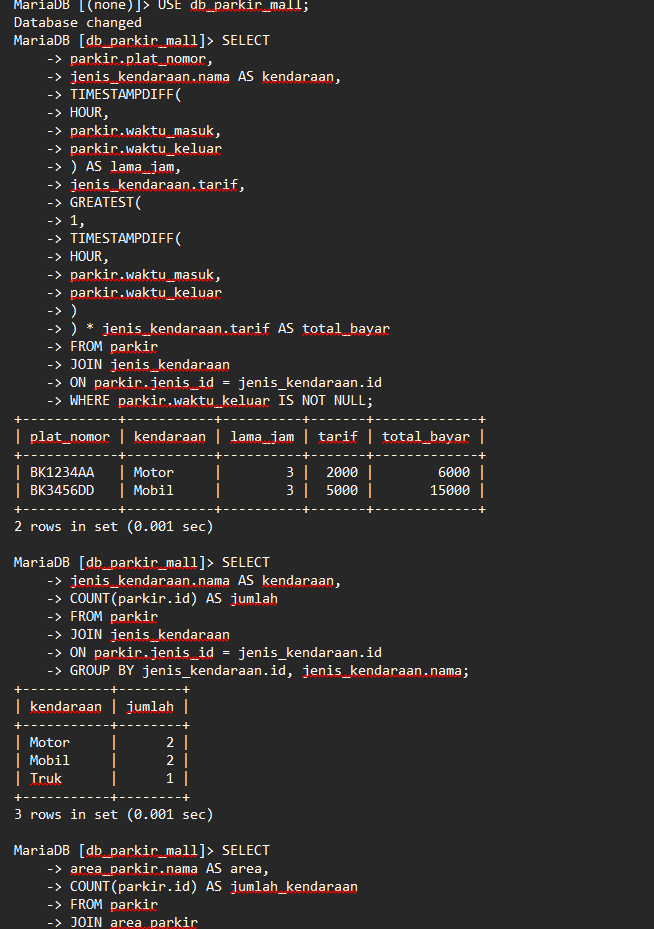 MariaDB [(none)]> USE db_parkir_mall;
Database changed
MariaDB [db_parkir_mall]> SELECT
    -> parkir.plat_nomor,
    -> jenis_kendaraan.nama AS kendaraan,
    -> TIMESTAMPDIFF(
    -> HOUR,
    -> parkir.waktu_masuk,
    -> parkir.waktu_keluar
    -> ) AS lama_jam,
    -> jenis_kendaraan.tarif,
    -> GREATEST(
    -> 1,
    -> TIMESTAMPDIFF(
    -> HOUR,
    -> parkir.waktu_masuk,
    -> parkir.waktu_keluar
    -> )
    -> ) * jenis_kendaraan.tarif AS total_bayar
    -> FROM parkir
    -> JOIN jenis_kendaraan
    -> ON parkir.jenis_id = jenis_kendaraan.id
    -> WHERE parkir.waktu_keluar IS NOT NULL;
+------------+-----------+----------+-------+-------------+
| plat_nomor | kendaraan | lama_jam | tarif | total_bayar |
+------------+-----------+----------+-------+-------------+
| BK1234AA   | Motor     |        3 |  2000 |        6000 |
| BK3456DD   | Mobil     |        3 |  5000 |       15000 |
+------------+-----------+----------+-------+-------------+
2 rows in set (0.001 sec)

MariaDB [db_parkir_mall]> SELECT
    -> jenis_kendaraan.nama AS kendaraan,
    -> COUNT(parkir.id) AS jumlah
    -> FROM parkir
    -> JOIN jenis_kendaraan
    -> ON parkir.jenis_id = jenis_kendaraan.id
    -> GROUP BY jenis_kendaraan.id, jenis_kendaraan.nama;
+-----------+--------+
| kendaraan | jumlah |
+-----------+--------+
| Motor     |      2 |
| Mobil     |      2 |
| Truk      |      1 |
+-----------+--------+
3 rows in set (0.001 sec)

MariaDB [db_parkir_mall]> SELECT
    -> area_parkir.nama AS area,
    -> COUNT(parkir.id) AS jumlah_kendaraan
    -> FROM parkir
    -> JOIN area_parkir